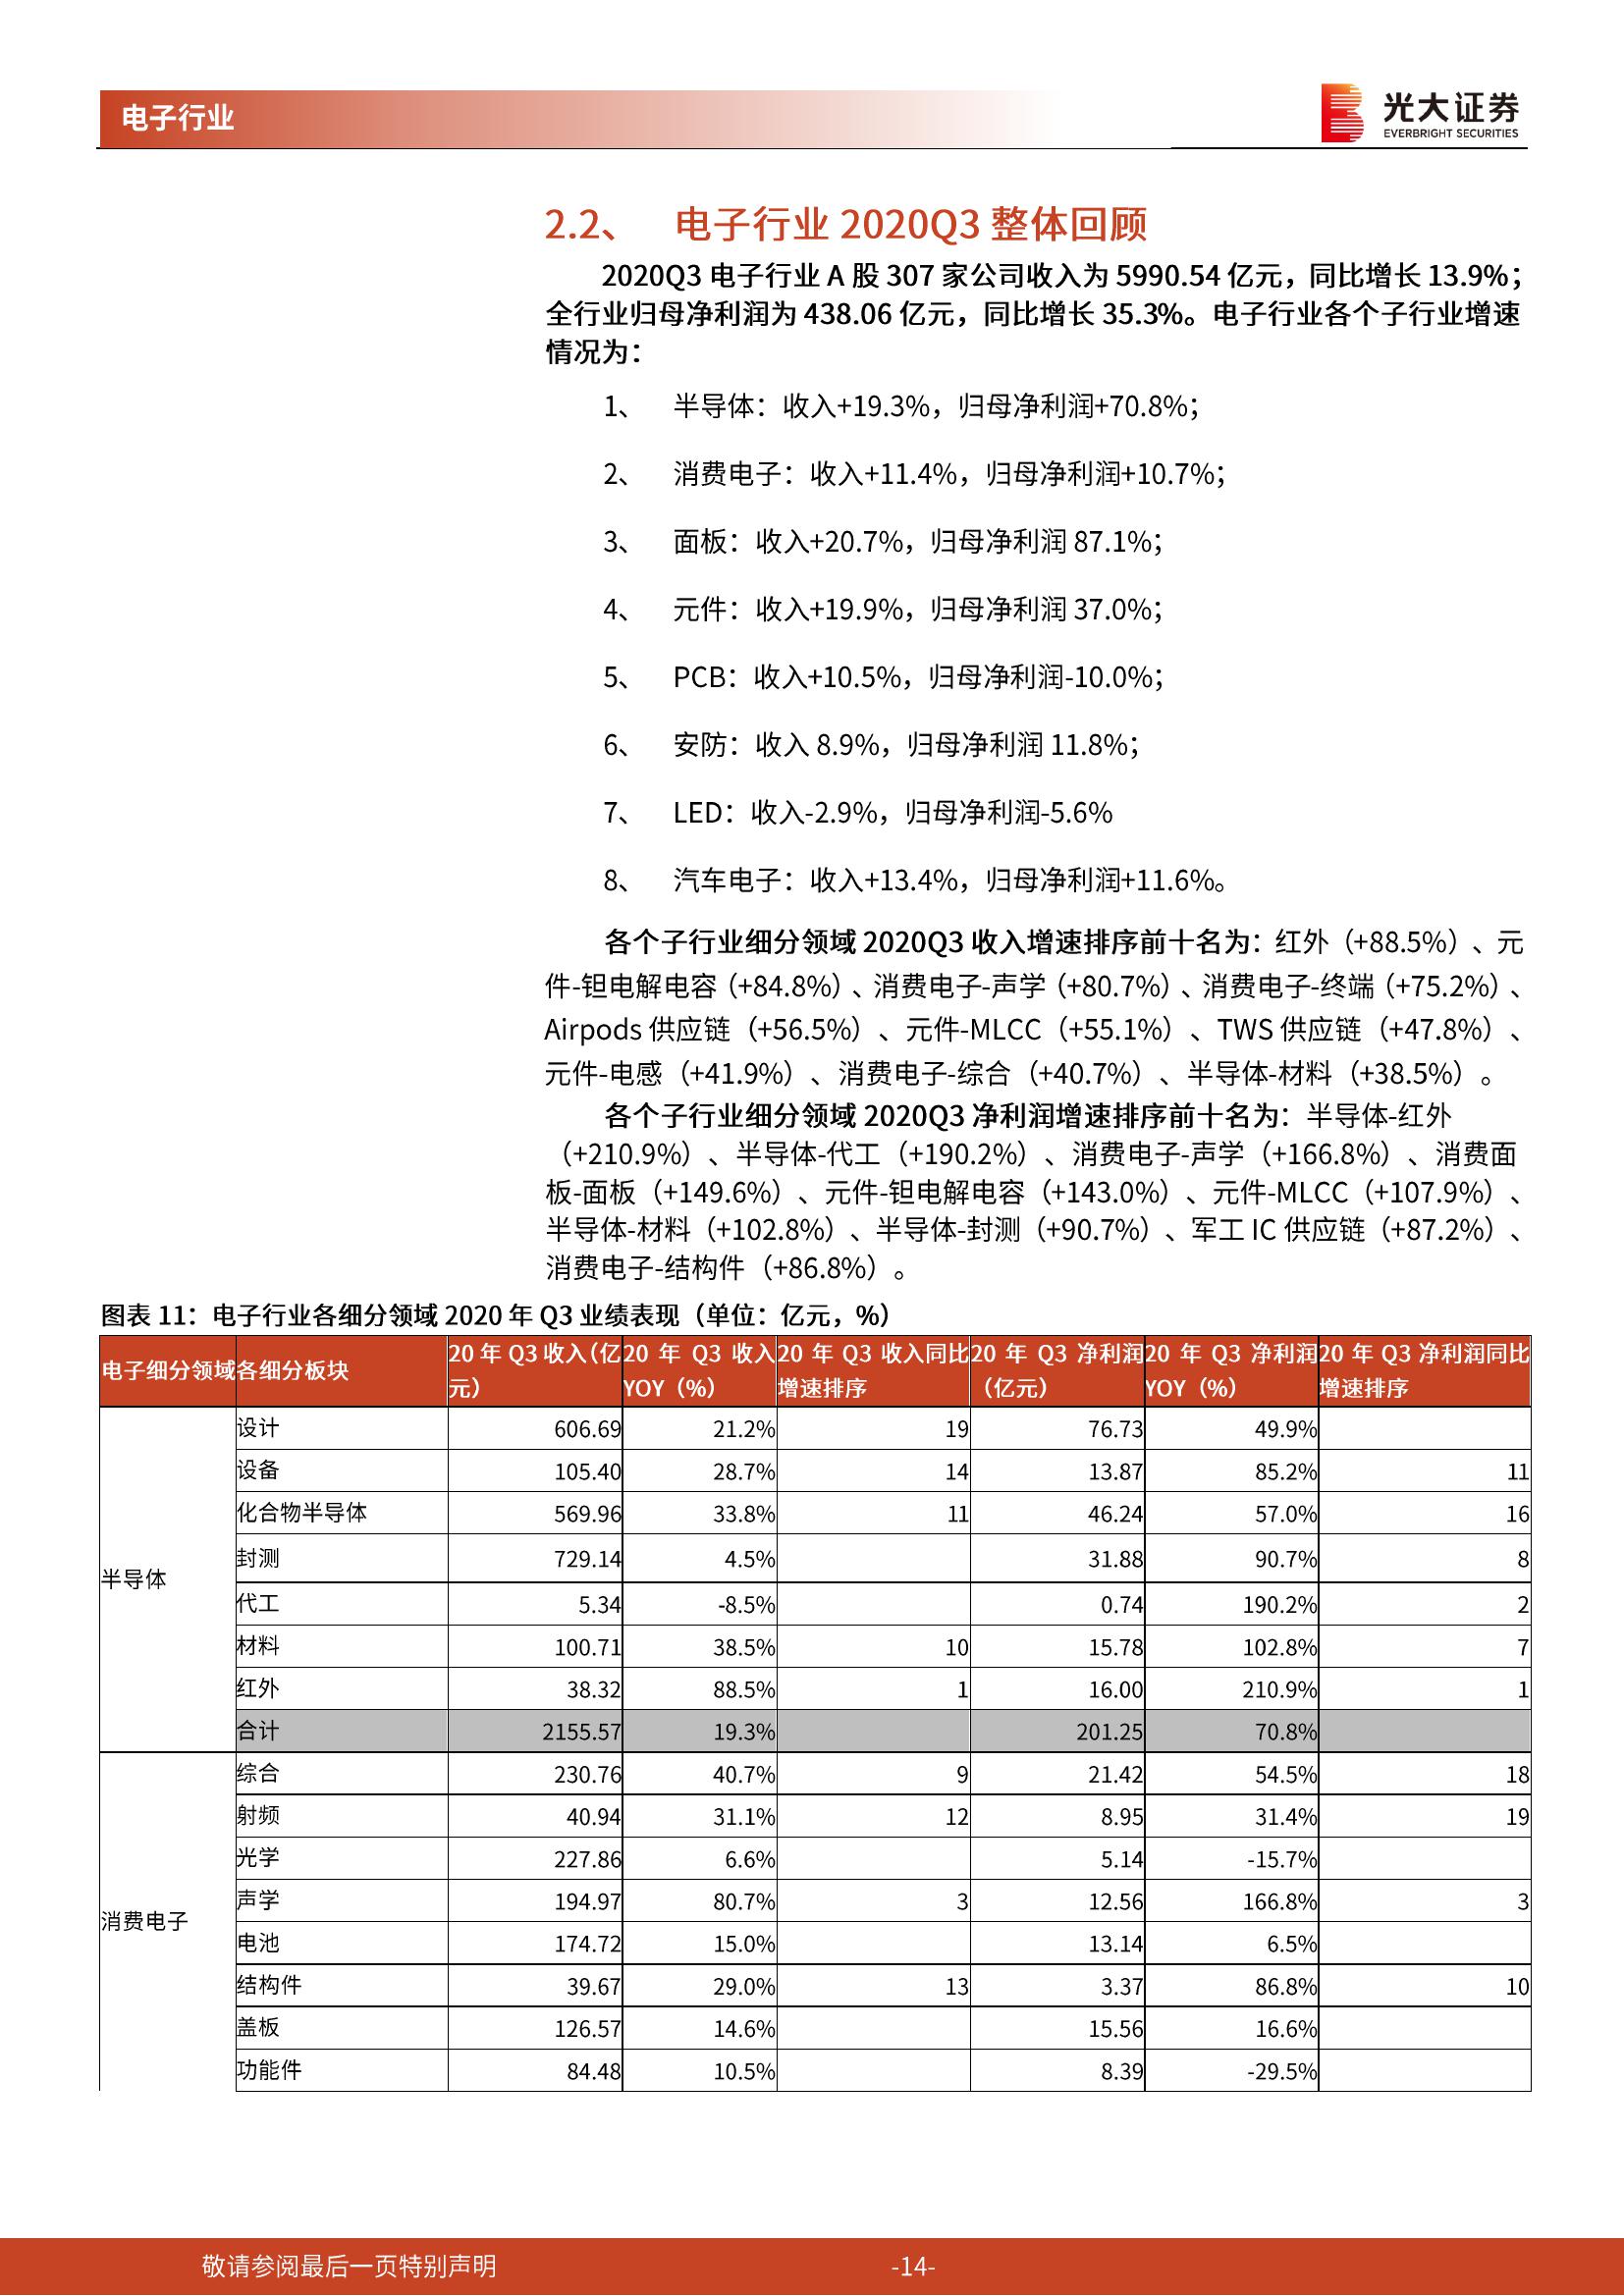 电子行业
光大证券
EVERBRIGHT SECURITIES
2.2、 电子行业 2020Q3 整体回顾
2020Q3 电子行业 A 股 307 家公司收入为 5990.54 亿元，同比增长 13.9%；
全行业归母净利润为 438.06 亿元，同比增长 35.3%。电子行业各个子行业增速
情况为：
1、 半导体：收入+19.3%，归母净利润+70.8%；
2、 消费电子：收入+11.4%，归母净利润+10.7%；
3、 面板：收入+20.7%，归母净利润 87.1%；
4、 元件：收入+19.9%，归母净利润 37.0%；
5、 PCB：收入+10.5%，归母净利润-10.0%；
6、 安防：收入 8.9%，归母净利润 11.8%；
7、 LED：收入-2.9%，归母净利润-5.6%
8、 汽车电子：收入+13.4%，归母净利润+11.6%。
各个子行业细分领域 2020Q3 收入增速排序前十名为：红外（+88.5%）、元
件-钽电解电容（+84.8%）、消费电子-声学（+80.7%）、消费电子-终端（+75.2%）、
Airpods 供应链（+56.5%）、元件-MLCC（+55.1%）、TWS 供应链（+47.8%）、
元件-电感（+41.9%）、消费电子-综合（+40.7%）、半导体-材料（+38.5%）。
各个子行业细分领域 2020Q3 净利润增速排序前十名为：半导体-红外
（+210.9%）、半导体-代工（+190.2%）、消费电子-声学（+166.8%）、消费面
板-面板（+149.6%）、元件-钽电解电容（+143.0%）、元件-MLCC（+107.9%）、
半导体-材料（+102.8%）、半导体-封测（+90.7%）、军工 IC 供应链（+87.2%）、
消费电子-结构件（+86.8%）。
图表 11：电子行业各细分领域 2020 年 Q3 业绩表现（单位：亿元，%）
电子细分领域 各细分板块 20 年 Q3 收入（亿元） 20 年 Q3 收入 YOY（%） 20 年 Q3 收入同比增速排序 20 年 Q3 净利润（亿元） 20 年 Q3 净利润 YOY（%） 20 年 Q3 净利润同比增速排序
半导体
设计 606.69 21.2% 19 76.73 49.9%
设备 105.40 28.7% 14 13.87 85.2% 11
化合物半导体 569.96 33.8% 11 46.24 57.0% 16
封测 729.14 4.5% 31.88 90.7% 8
代工 5.34 -8.5% 0.74 190.2% 2
材料 100.71 38.5% 10 15.78 102.8% 7
红外 38.32 88.5% 1 16.00 210.9% 1
合计 2155.57 19.3% 201.25 70.8%
消费电子
综合 230.76 40.7% 9 21.42 54.5% 18
射频 40.94 31.1% 12 8.95 31.4% 19
光学 227.86 6.6% 5.14 -15.7%
声学 194.97 80.7% 3 12.56 166.8% 3
电池 174.72 15.0% 13.14 6.5%
结构件 39.67 29.0% 13 3.37 86.8% 10
盖板 126.57 14.6% 15.56 16.6%
功能件 84.48 10.5% 8.39 -29.5%
敬请参阅最后一页特别声明 -14-